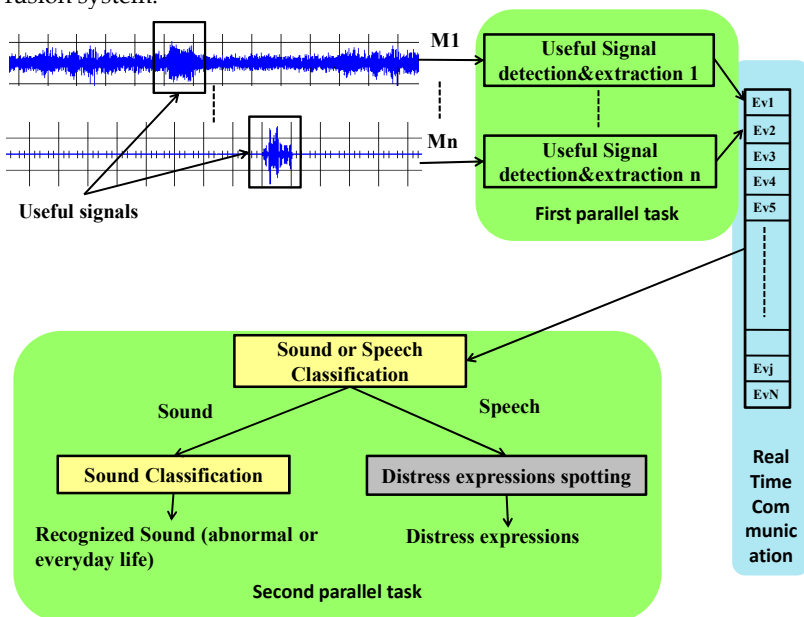 fusion system.
M1
Useful Signal
detection&extraction 1
Mn
Useful Signal
detection&extraction n
Useful signals
First parallel task
Ev1
Ev2
Ev3
Ev4
Ev5
Evj
EvN
Real
Time
Com
munic
ation
Sound or Speech
Classification
Sound
Speech
Sound Classification
Distress expressions spotting
Recognized Sound (abnormal or
everyday life)
Distress expressions
Second parallel task